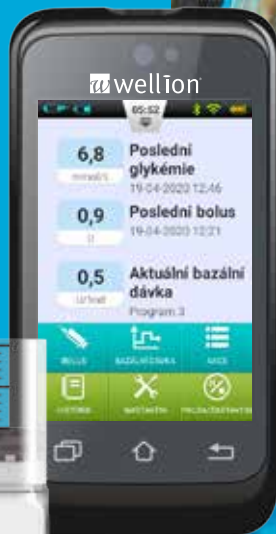 wellion
05:52
6,8
mmol/L
Poslední
glykémie
19-04-2020 12:46
0,9
U
Poslední bolus
19-04-2020 12:21
0,5
U/hod
Aktuální bazální
dávka
Program 3
BOLUS
BAZÁLNÍ DÁVKA
AKCE
HISTORIE
NASTAVENÍ